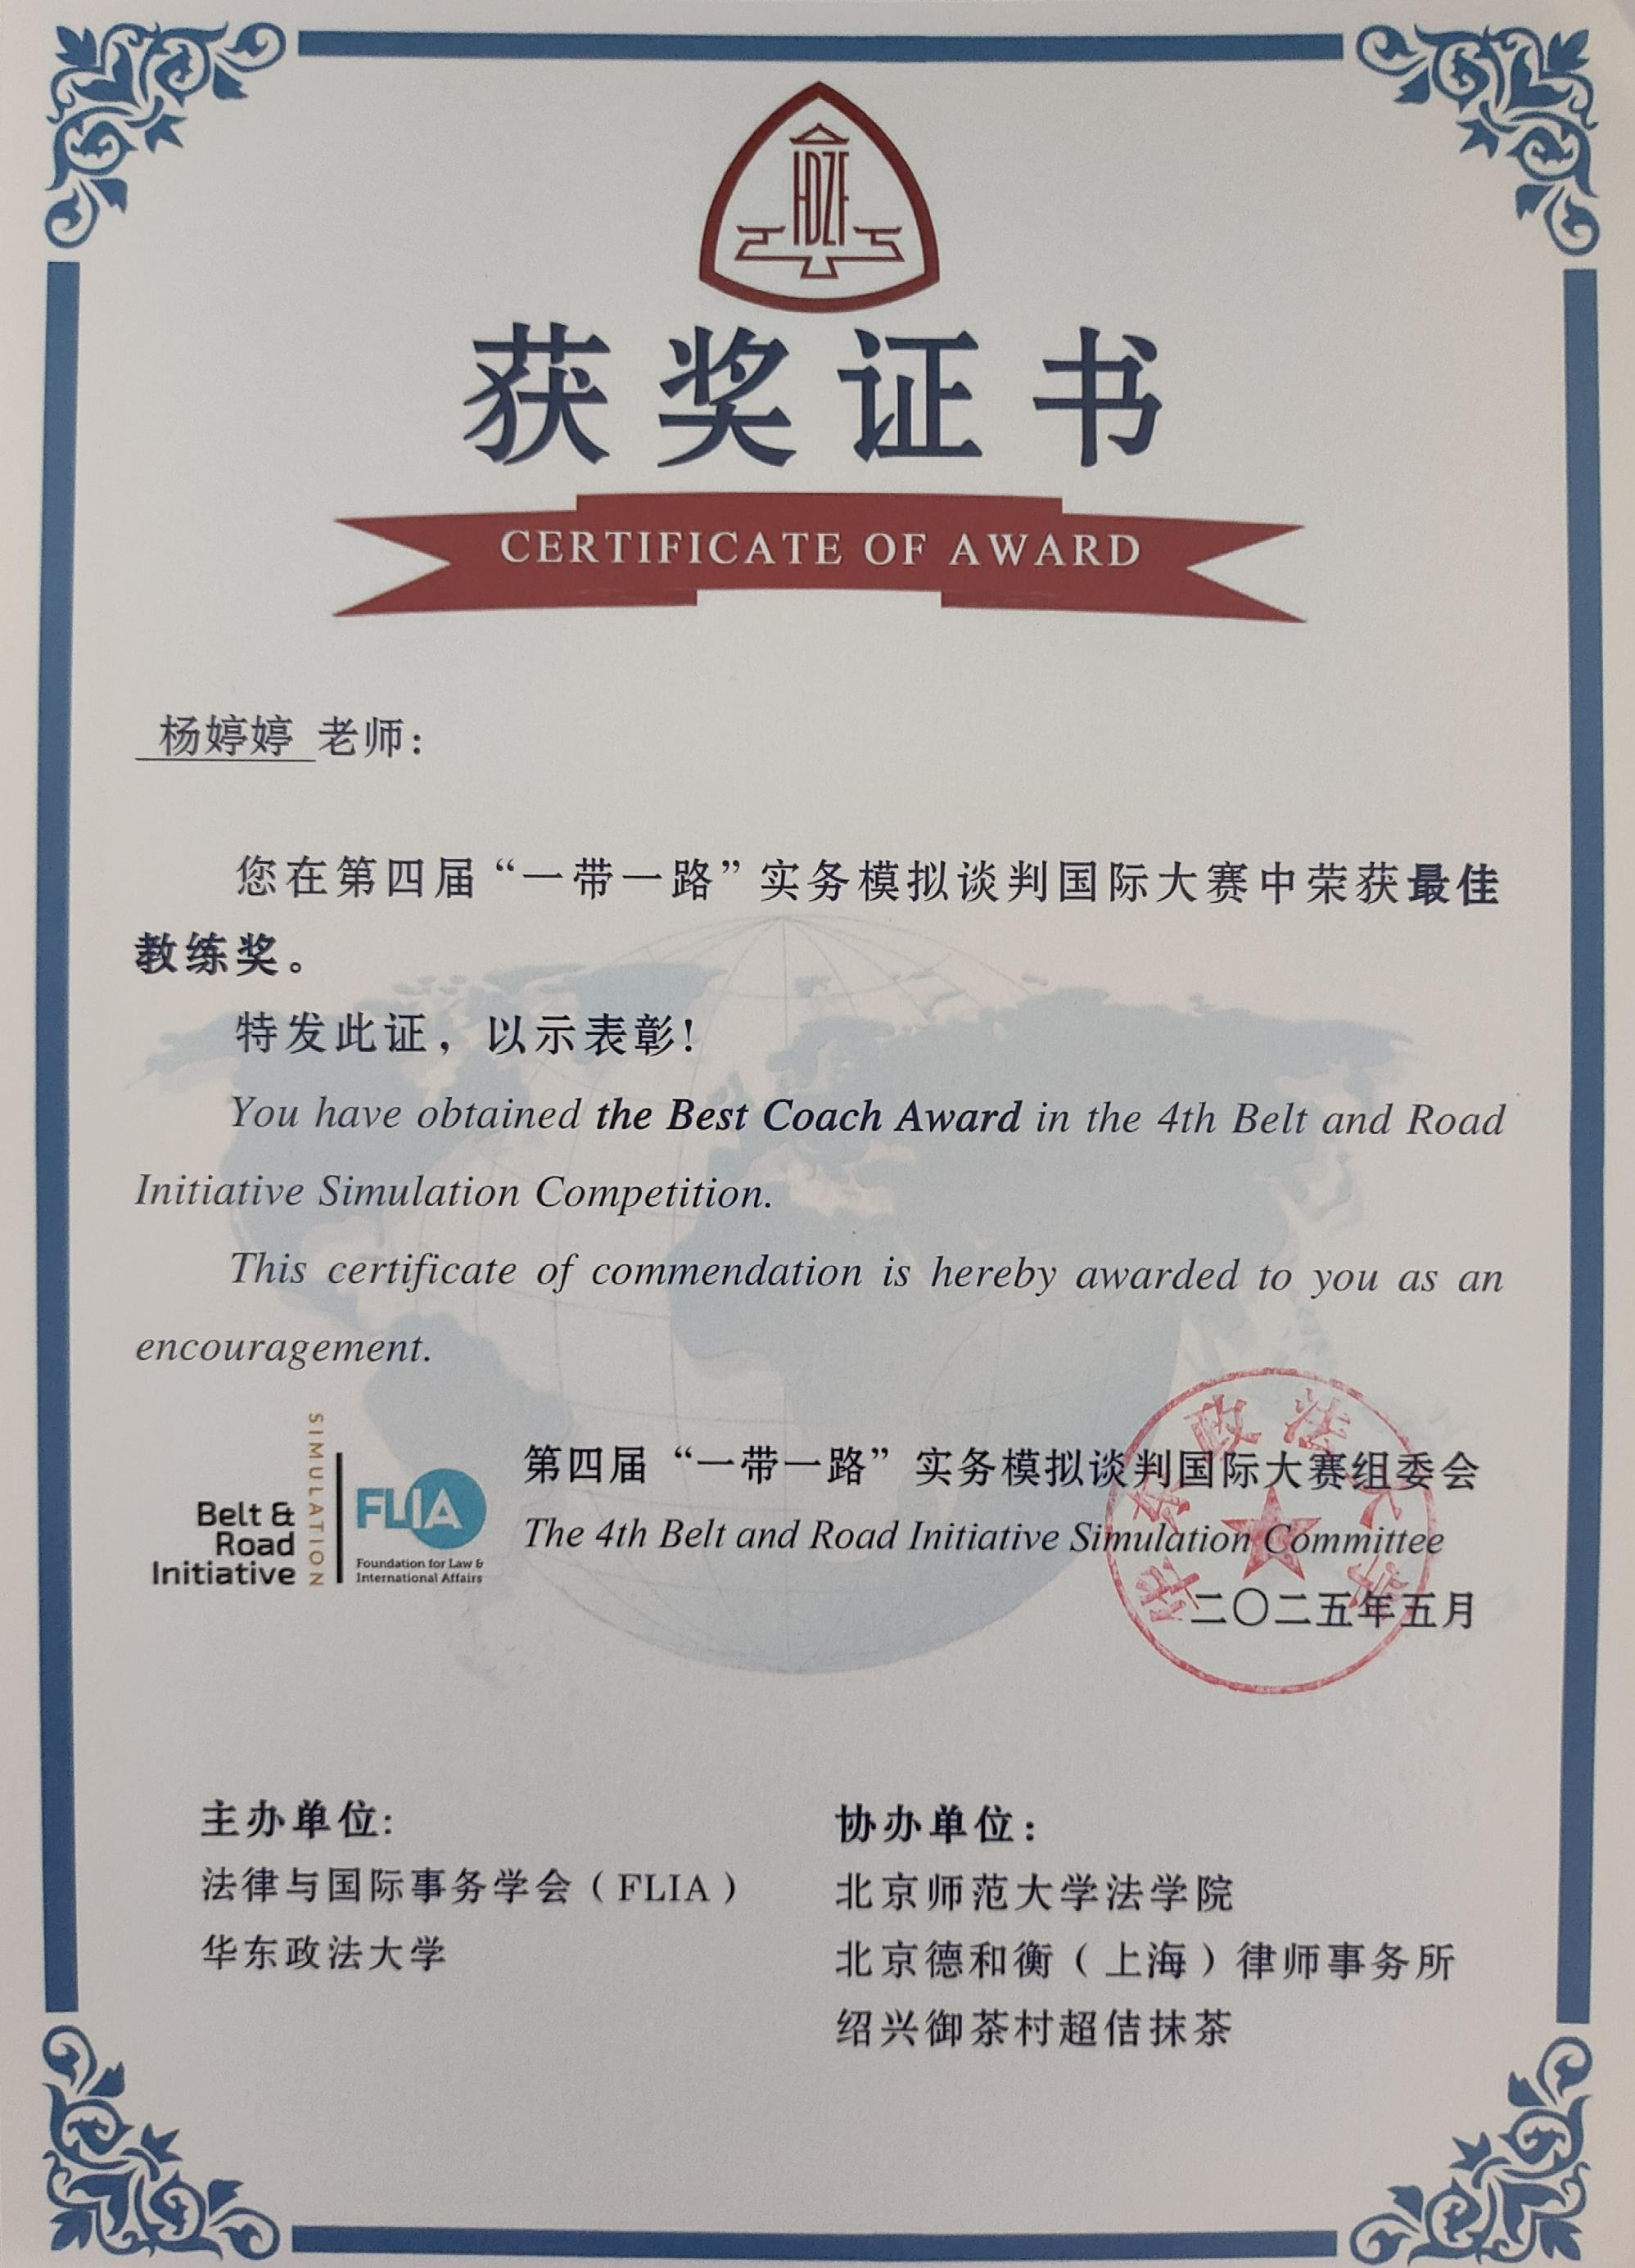 HDZF
获奖证书
CERTIFICATE OF AWARD
杨婷婷 老师：
您在第四届“一带一路”实务模拟谈判国际大赛中荣获最佳
教练奖。
特发此证，以示表彰！
You have obtained the Best Coach Award in the 4th Belt and Road
Initiative Simulation Competition.
This certificate of commendation is hereby awarded to you as an
encouragement.
Belt &
Road
Initiative
SIMULATION
FLIA
Foundation for Law &
International Affairs
第四届“一带一路”实务模拟谈判国际大赛组委会
The 4th Belt and Road Initiative Simulation Committee
二〇二五年五月
华东政法大学
主办单位：
法律与国际事务学会（FLIA）
华东政法大学
协办单位：
北京师范大学法学院
北京德和衡（上海）律师事务所
绍兴御茶村超佶抹茶